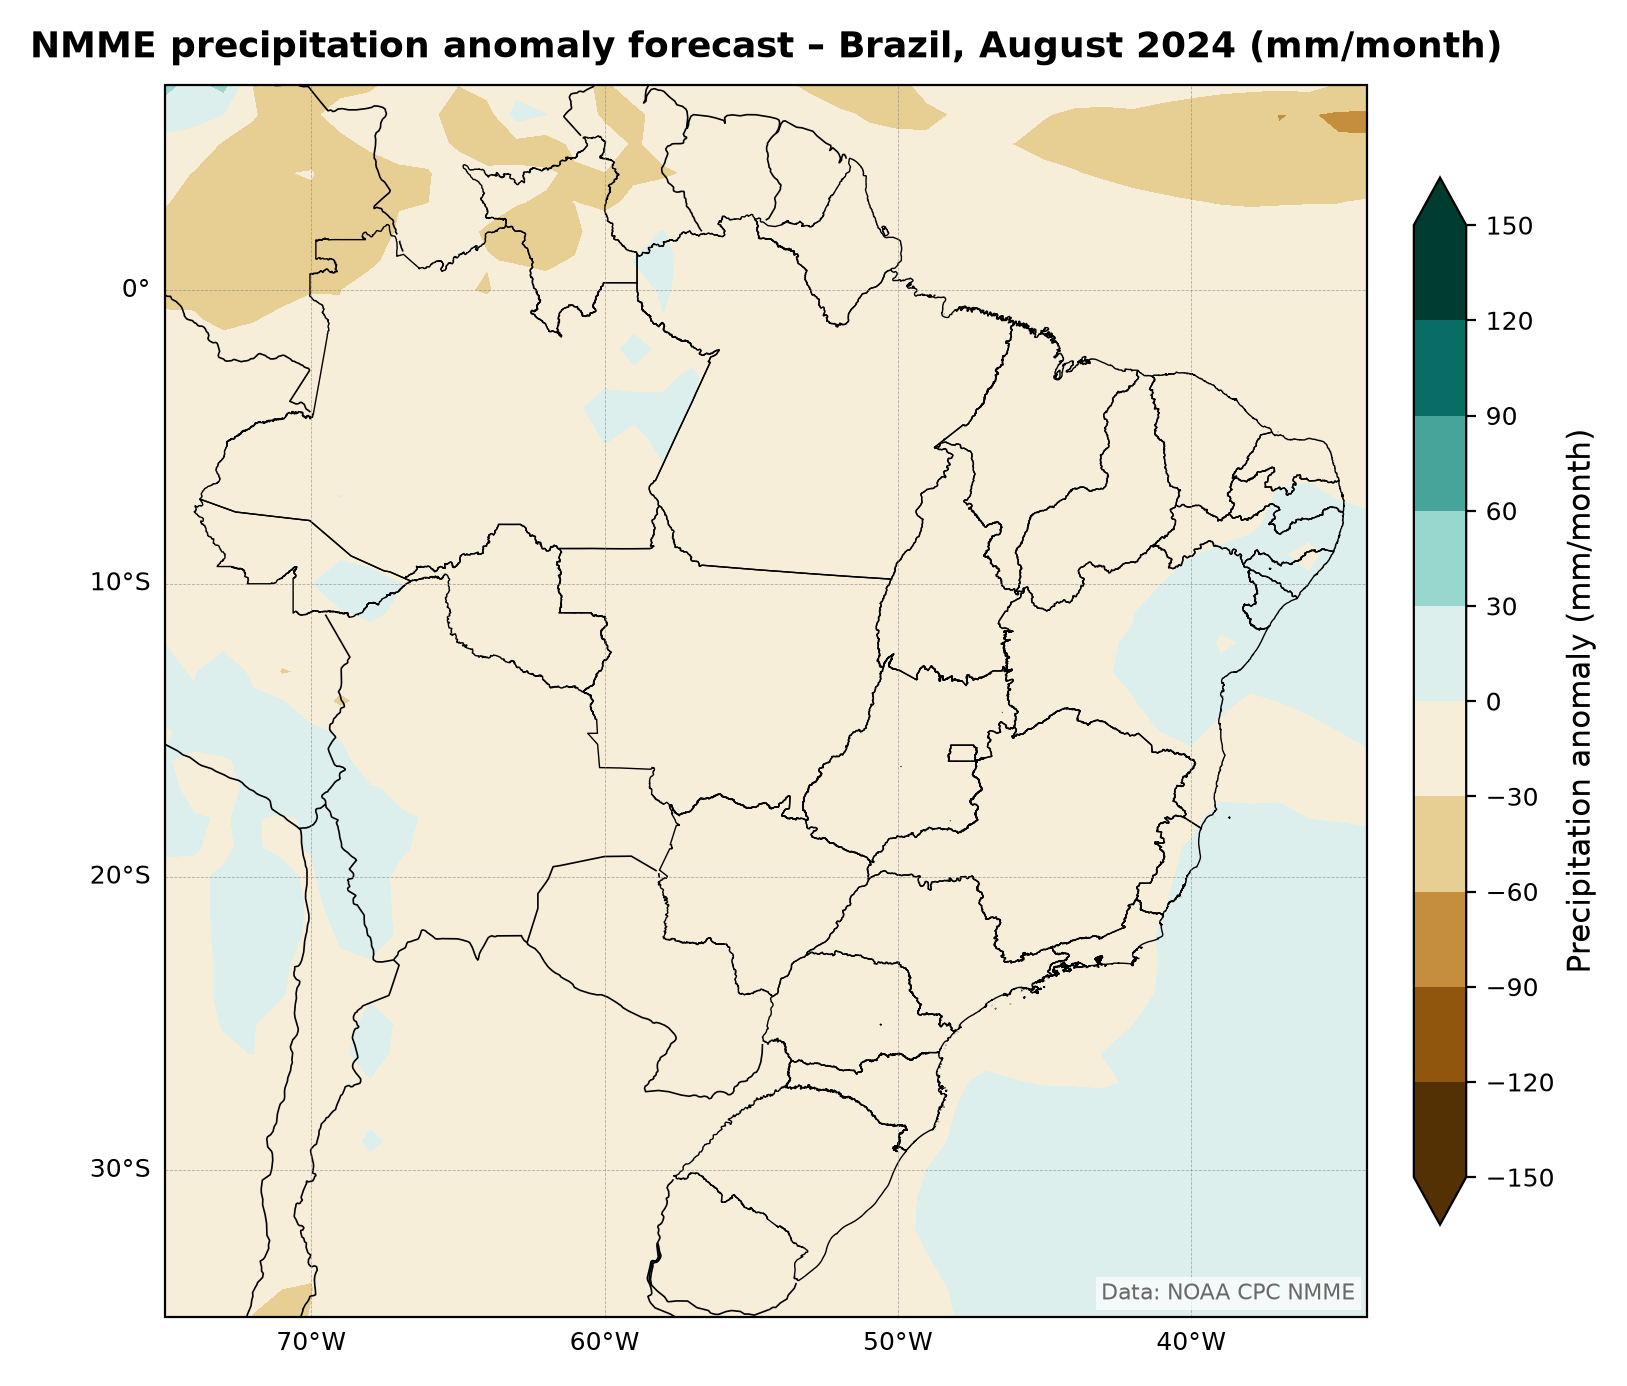 NMME precipitation anomaly forecast – Brazil, August 2024 (mm/month)
0°
10°S
20°S
30°S
70°W
60°W
50°W
40°W
150
120
90
60
30
0
−30
−60
−90
−120
−150
Precipitation anomaly (mm/month)
Data: NOAA CPC NMME